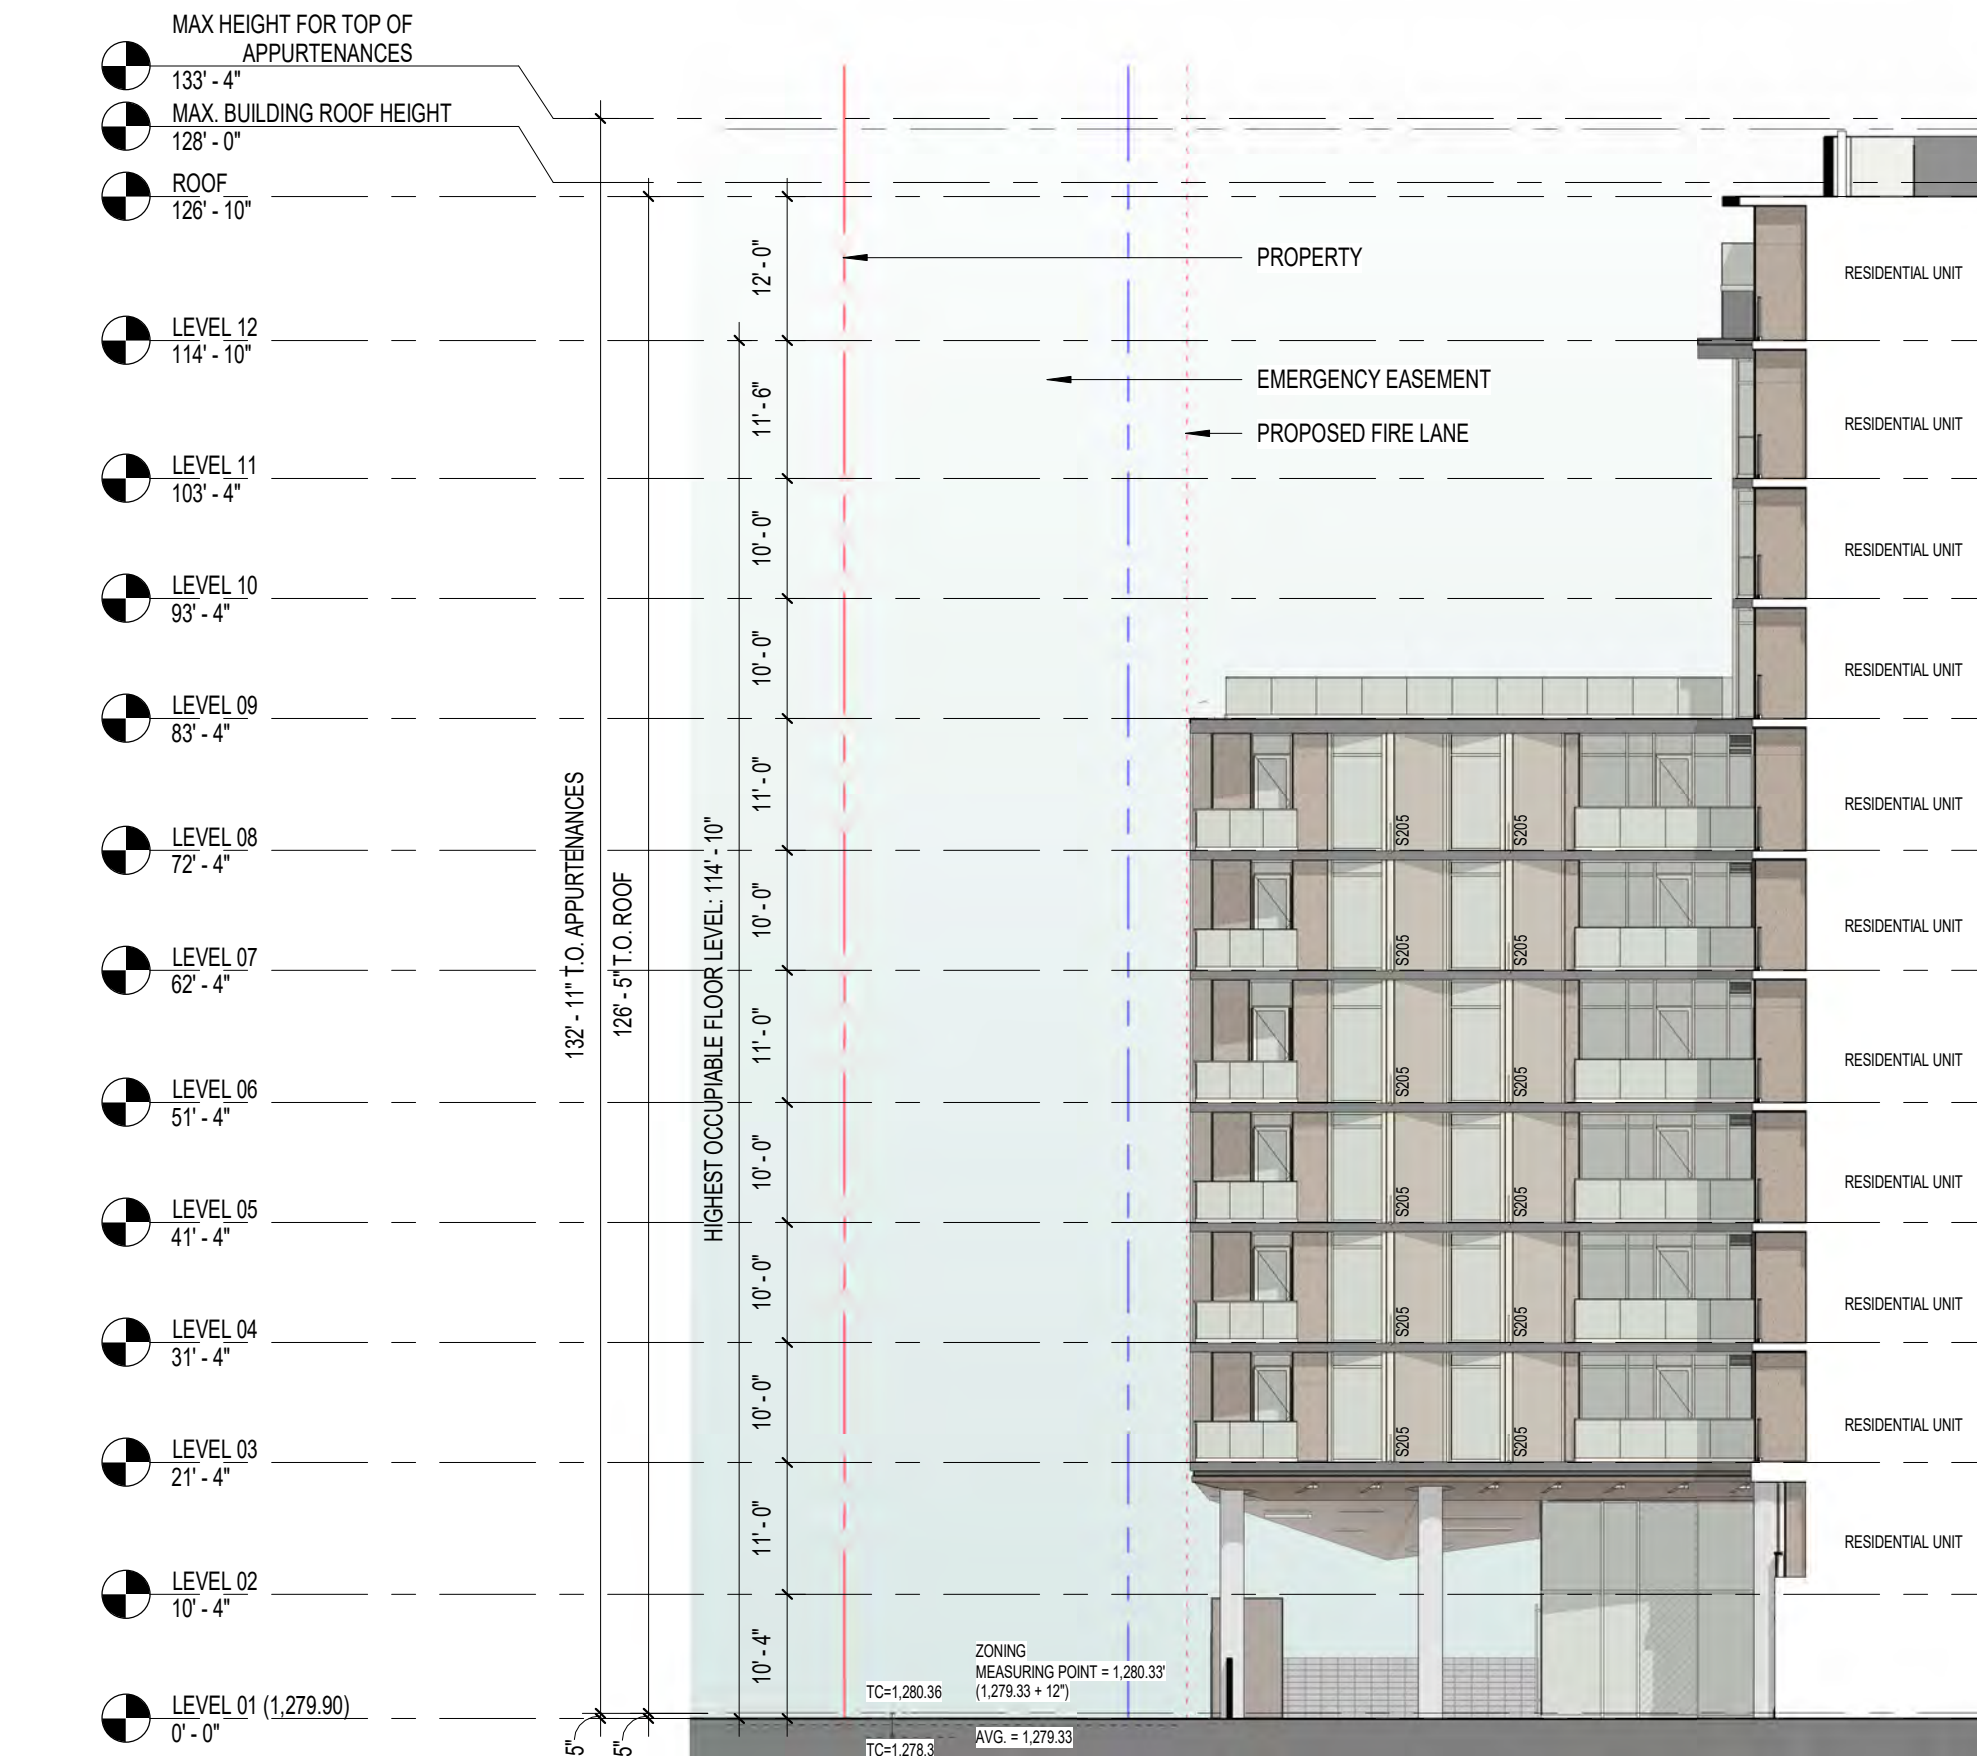 MAX HEIGHT FOR TOP OF
APPURTENANCES
133' - 4"
MAX. BUILDING ROOF HEIGHT
128' - 0"
ROOF
126' - 10"
LEVEL 12
114' - 10"
LEVEL 11
103' - 4"
LEVEL 10
93' - 4"
LEVEL 09
83' - 4"
LEVEL 08
72' - 4"
LEVEL 07
62' - 4"
LEVEL 06
51' - 4"
LEVEL 05
41' - 4"
LEVEL 04
31' - 4"
LEVEL 03
21' - 4"
LEVEL 02
10' - 4"
LEVEL 01 (1,279.90)
0' - 0"
132' - 11" T.O. APPURTENANCES
126' - 5" T.O. ROOF
5"
5"
HIGHEST OCCUPIABLE FLOOR LEVEL: 114' - 10"
12' - 0"
11' - 6"
10' - 0"
10' - 0"
11' - 0"
10' - 0"
11' - 0"
10' - 0"
10' - 0"
10' - 0"
11' - 0"
10' - 4"
PROPERTY
EMERGENCY EASEMENT
PROPOSED FIRE LANE
S205
S205
S205
S205
S205
S205
S205
S205
S205
S205
S205
S205
RESIDENTIAL UNIT
RESIDENTIAL UNIT
RESIDENTIAL UNIT
RESIDENTIAL UNIT
RESIDENTIAL UNIT
RESIDENTIAL UNIT
RESIDENTIAL UNIT
RESIDENTIAL UNIT
RESIDENTIAL UNIT
RESIDENTIAL UNIT
RESIDENTIAL UNIT
ZONING
MEASURING POINT = 1,280.33'
(1,279.33 + 12")
TC=1,280.36
AVG. = 1,279.33
TC=1,278.3